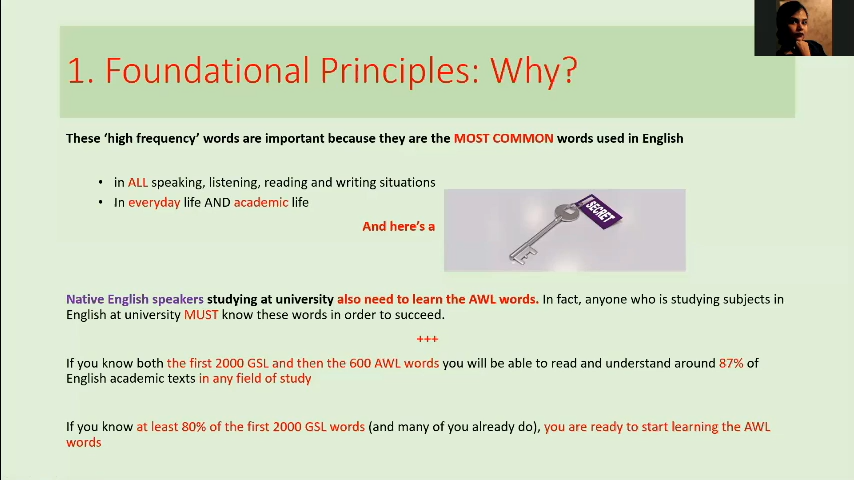 1. Foundational Principles: Why?
These ‘high frequency’ words are important because they are the MOST COMMON words used in English
• in ALL speaking, listening, reading and writing situations
• In everyday life AND academic life
And here’s a
SECRET
Native English speakers studying at university also need to learn the AWL words. In fact, anyone who is studying subjects in
English at university MUST know these words in order to succeed.
+++
If you know both the first 2000 GSL and then the 600 AWL words you will be able to read and understand around 87% of
English academic texts in any field of study
If you know at least 80% of the first 2000 GSL words (and many of you already do), you are ready to start learning the AWL
words